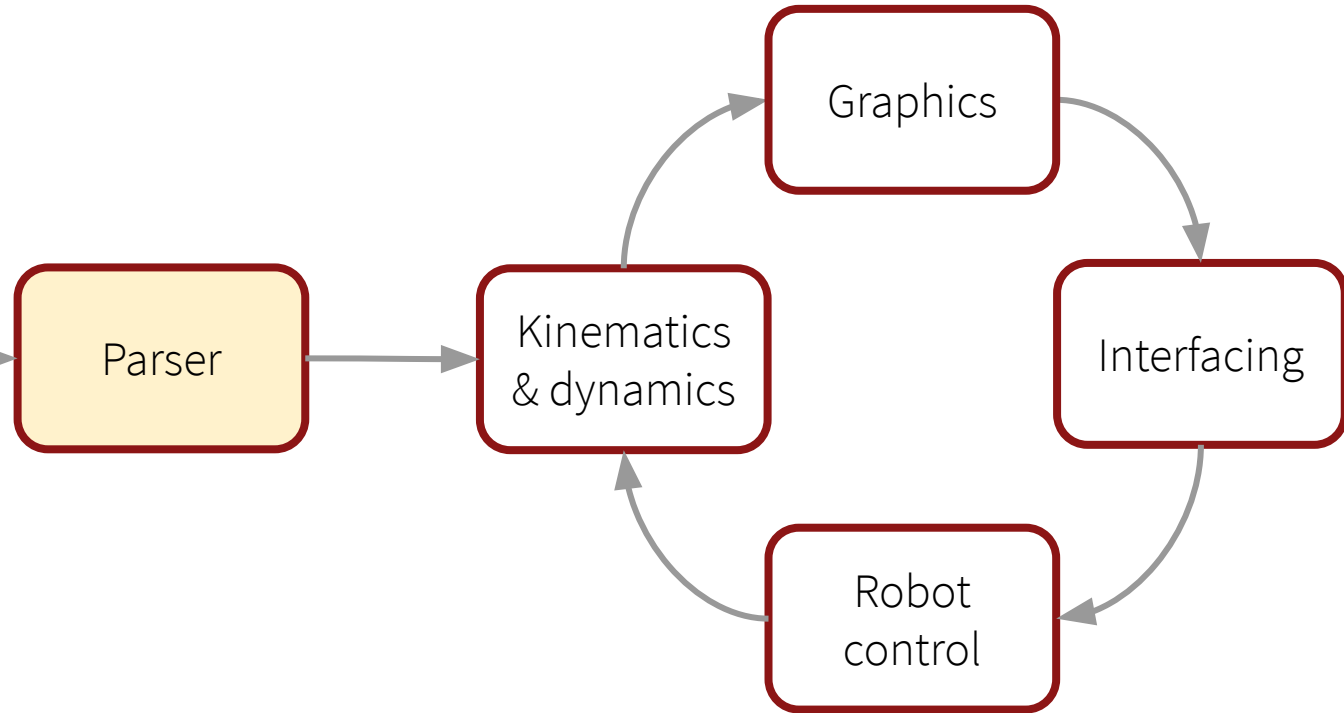 Graphics
Parser
Kinematics
& dynamics
Interfacing
Robot
control